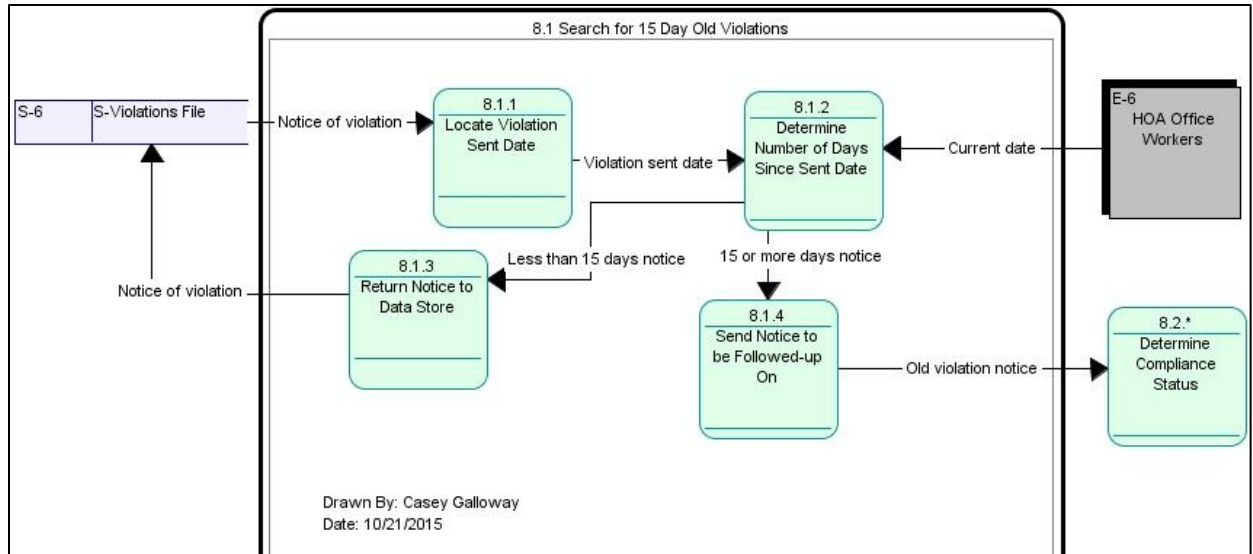 8.1 Search for 15 Day Old Violations
S-6
S-Violations File
Notice of violation
8.1.1
Locate Violation
Sent Date
Violation sent date
8.1.2
Determine
Number of Days
Since Sent Date
Current date
E-6
HOA Office
Workers
Less than 15 days notice
15 or more days notice
Notice of violation
8.1.3
Return Notice to
Data Store
8.1.4
Send Notice to
be Followed-up
On
Old violation notice
8.2.*
Determine
Compliance
Status
Drawn By: Casey Galloway
Date: 10/21/2015